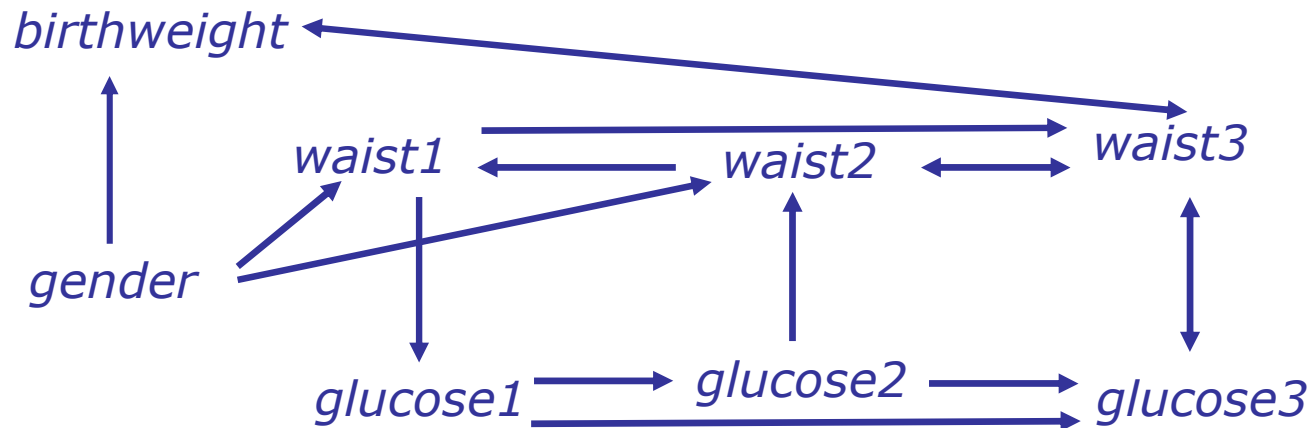 birthweight
waist1
waist2
waist3
gender
glucose1
glucose2
glucose3